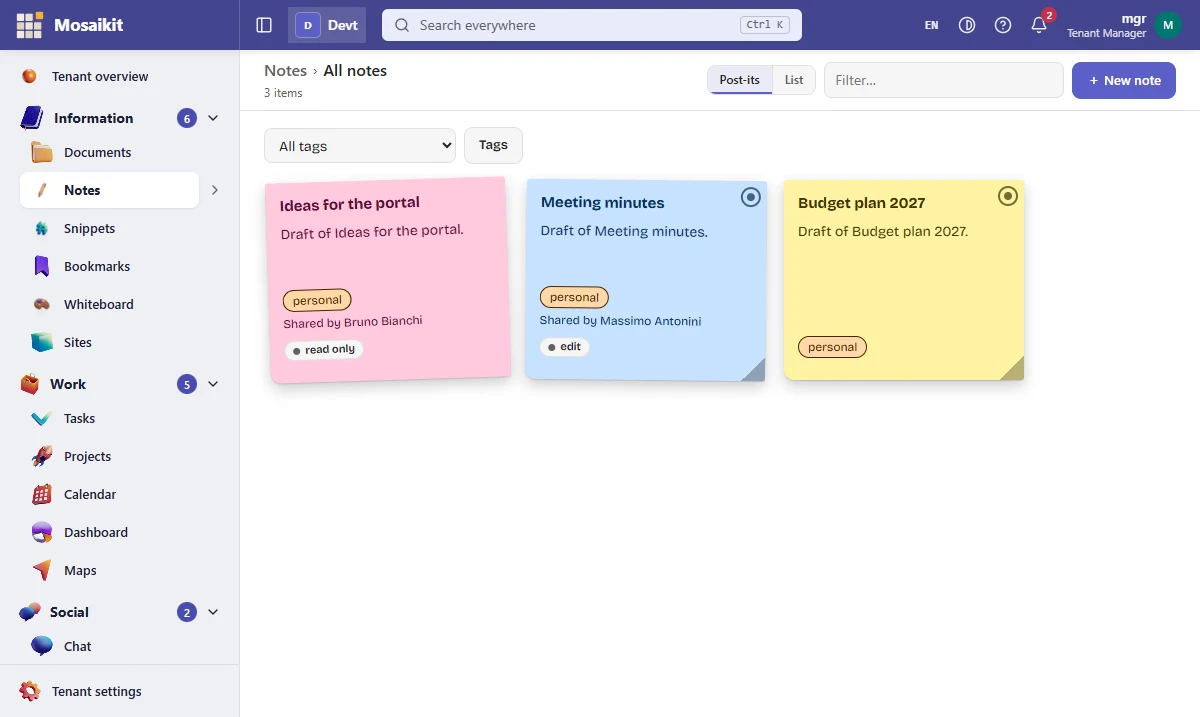 Mosaikit
D Devt
Search everywhere
Ctrl K
EN
2
mgr
Tenant Manager
M
Tenant overview
Information 6
Documents
Notes
Snippets
Bookmarks
Whiteboard
Sites
Work 5
Tasks
Projects
Calendar
Dashboard
Maps
Social 2
Chat
Tenant settings
Notes › All notes
3 items
Post-its
List
Filter...
+ New note
All tags
Tags
Ideas for the portal
Draft of Ideas for the portal.
personal
Shared by Bruno Bianchi
read only
Meeting minutes
Draft of Meeting minutes.
personal
Shared by Massimo Antonini
edit
Budget plan 2027
Draft of Budget plan 2027.
personal